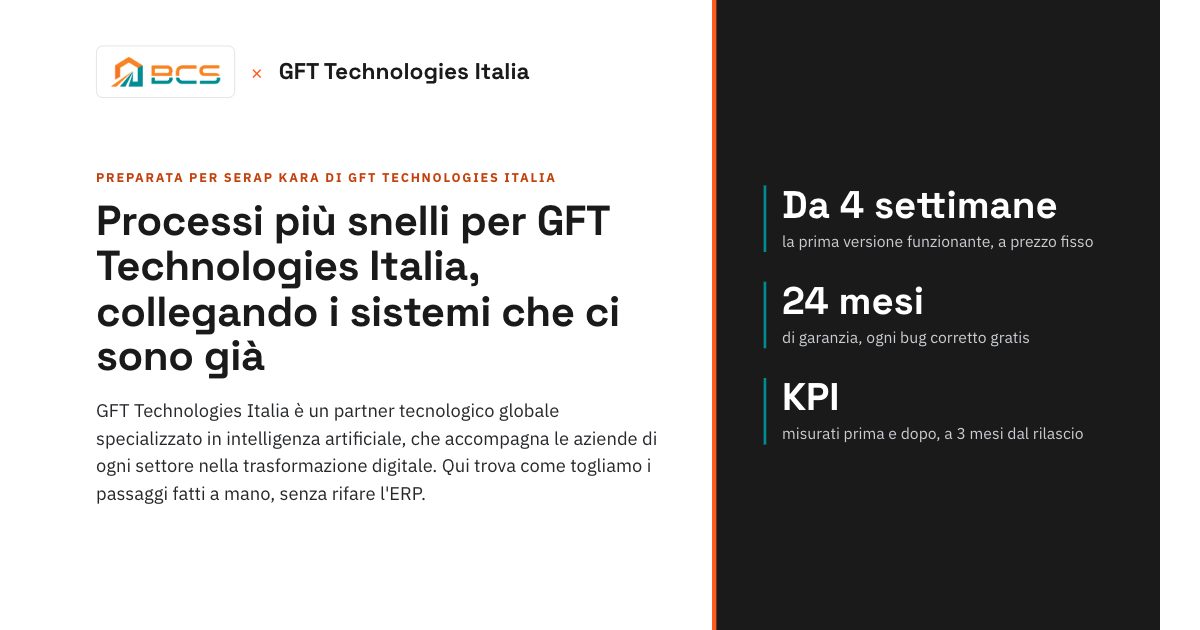 BCS × GFT Technologies Italia
PREPARATA PER SERAP KARA DI GFT TECHNOLOGIES ITALIA
Processi più snelli per GFT
Technologies Italia,
collegando i sistemi che ci
sono già
GFT Technologies Italia è un partner tecnologico globale
specializzato in intelligenza artificiale, che accompagna le aziende di
ogni settore nella trasformazione digitale. Qui trova come togliamo i
passaggi fatti a mano, senza rifare l'ERP.
Da 4 settimane
la prima versione funzionante, a prezzo fisso
24 mesi
di garanzia, ogni bug corretto gratis
KPI
misurati prima e dopo, a 3 mesi dal rilascio